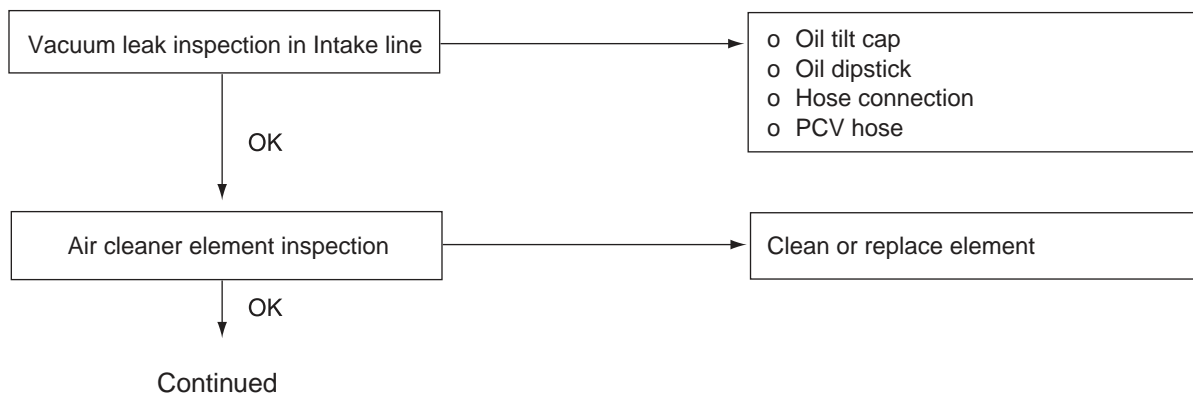 Vacuum leak inspection in Intake line
o Oil tilt cap
o Oil dipstick
o Hose connection
o PCV hose
OK
Air cleaner element inspection
Clean or replace element
OK
Continued